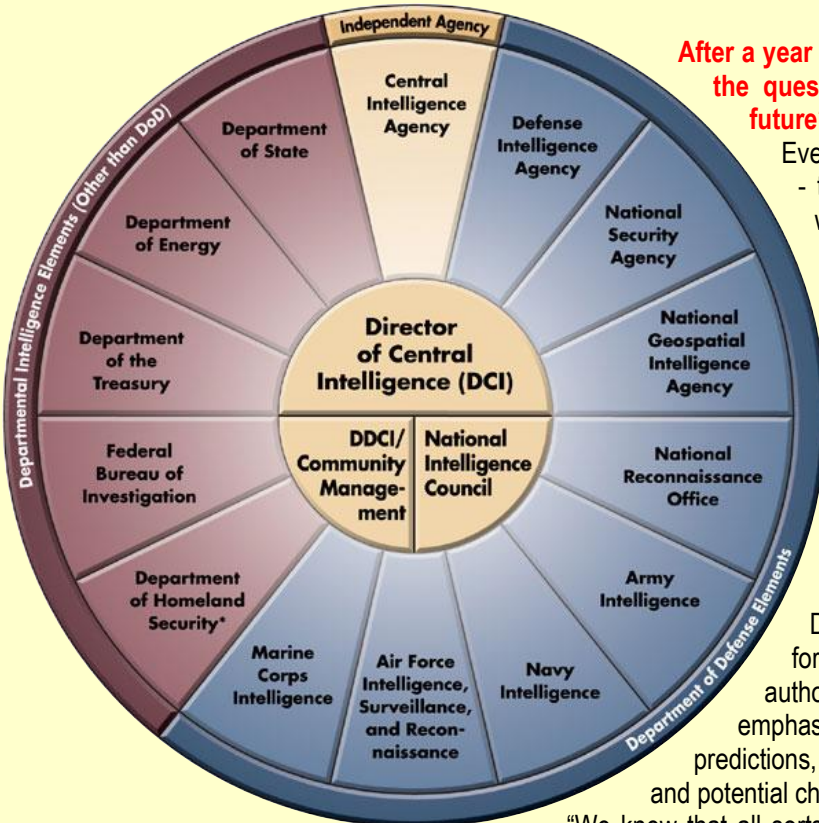 Independent Agency
Central
Intelligence
Agency
Defense
Intelligence
Agency
National
Security
Agency
National
Geospatial
Intelligence
Agency
National
Reconnaissance
Office
Army
Intelligence
Navy
Intelligence
Air Force
Intelligence,
Surveillance,
and Recon-
naissance
Marine
Corps
Intelligence
Department of Defense Elements
Department
of Homeland
Security*
Federal
Bureau of
Investigation
Department
of the
Treasury
Department
of Energy
Department
of State
Departmental Intelligence Elements (Other than DoD)
Director
of Central
Intelligence (DCI)
DDCI/
Community
Manage-
ment
National
Intelligence
Council
After a year
the ques
future
Eve
-
for
autho
emphas
predictions,
and potential ch
"We know that all